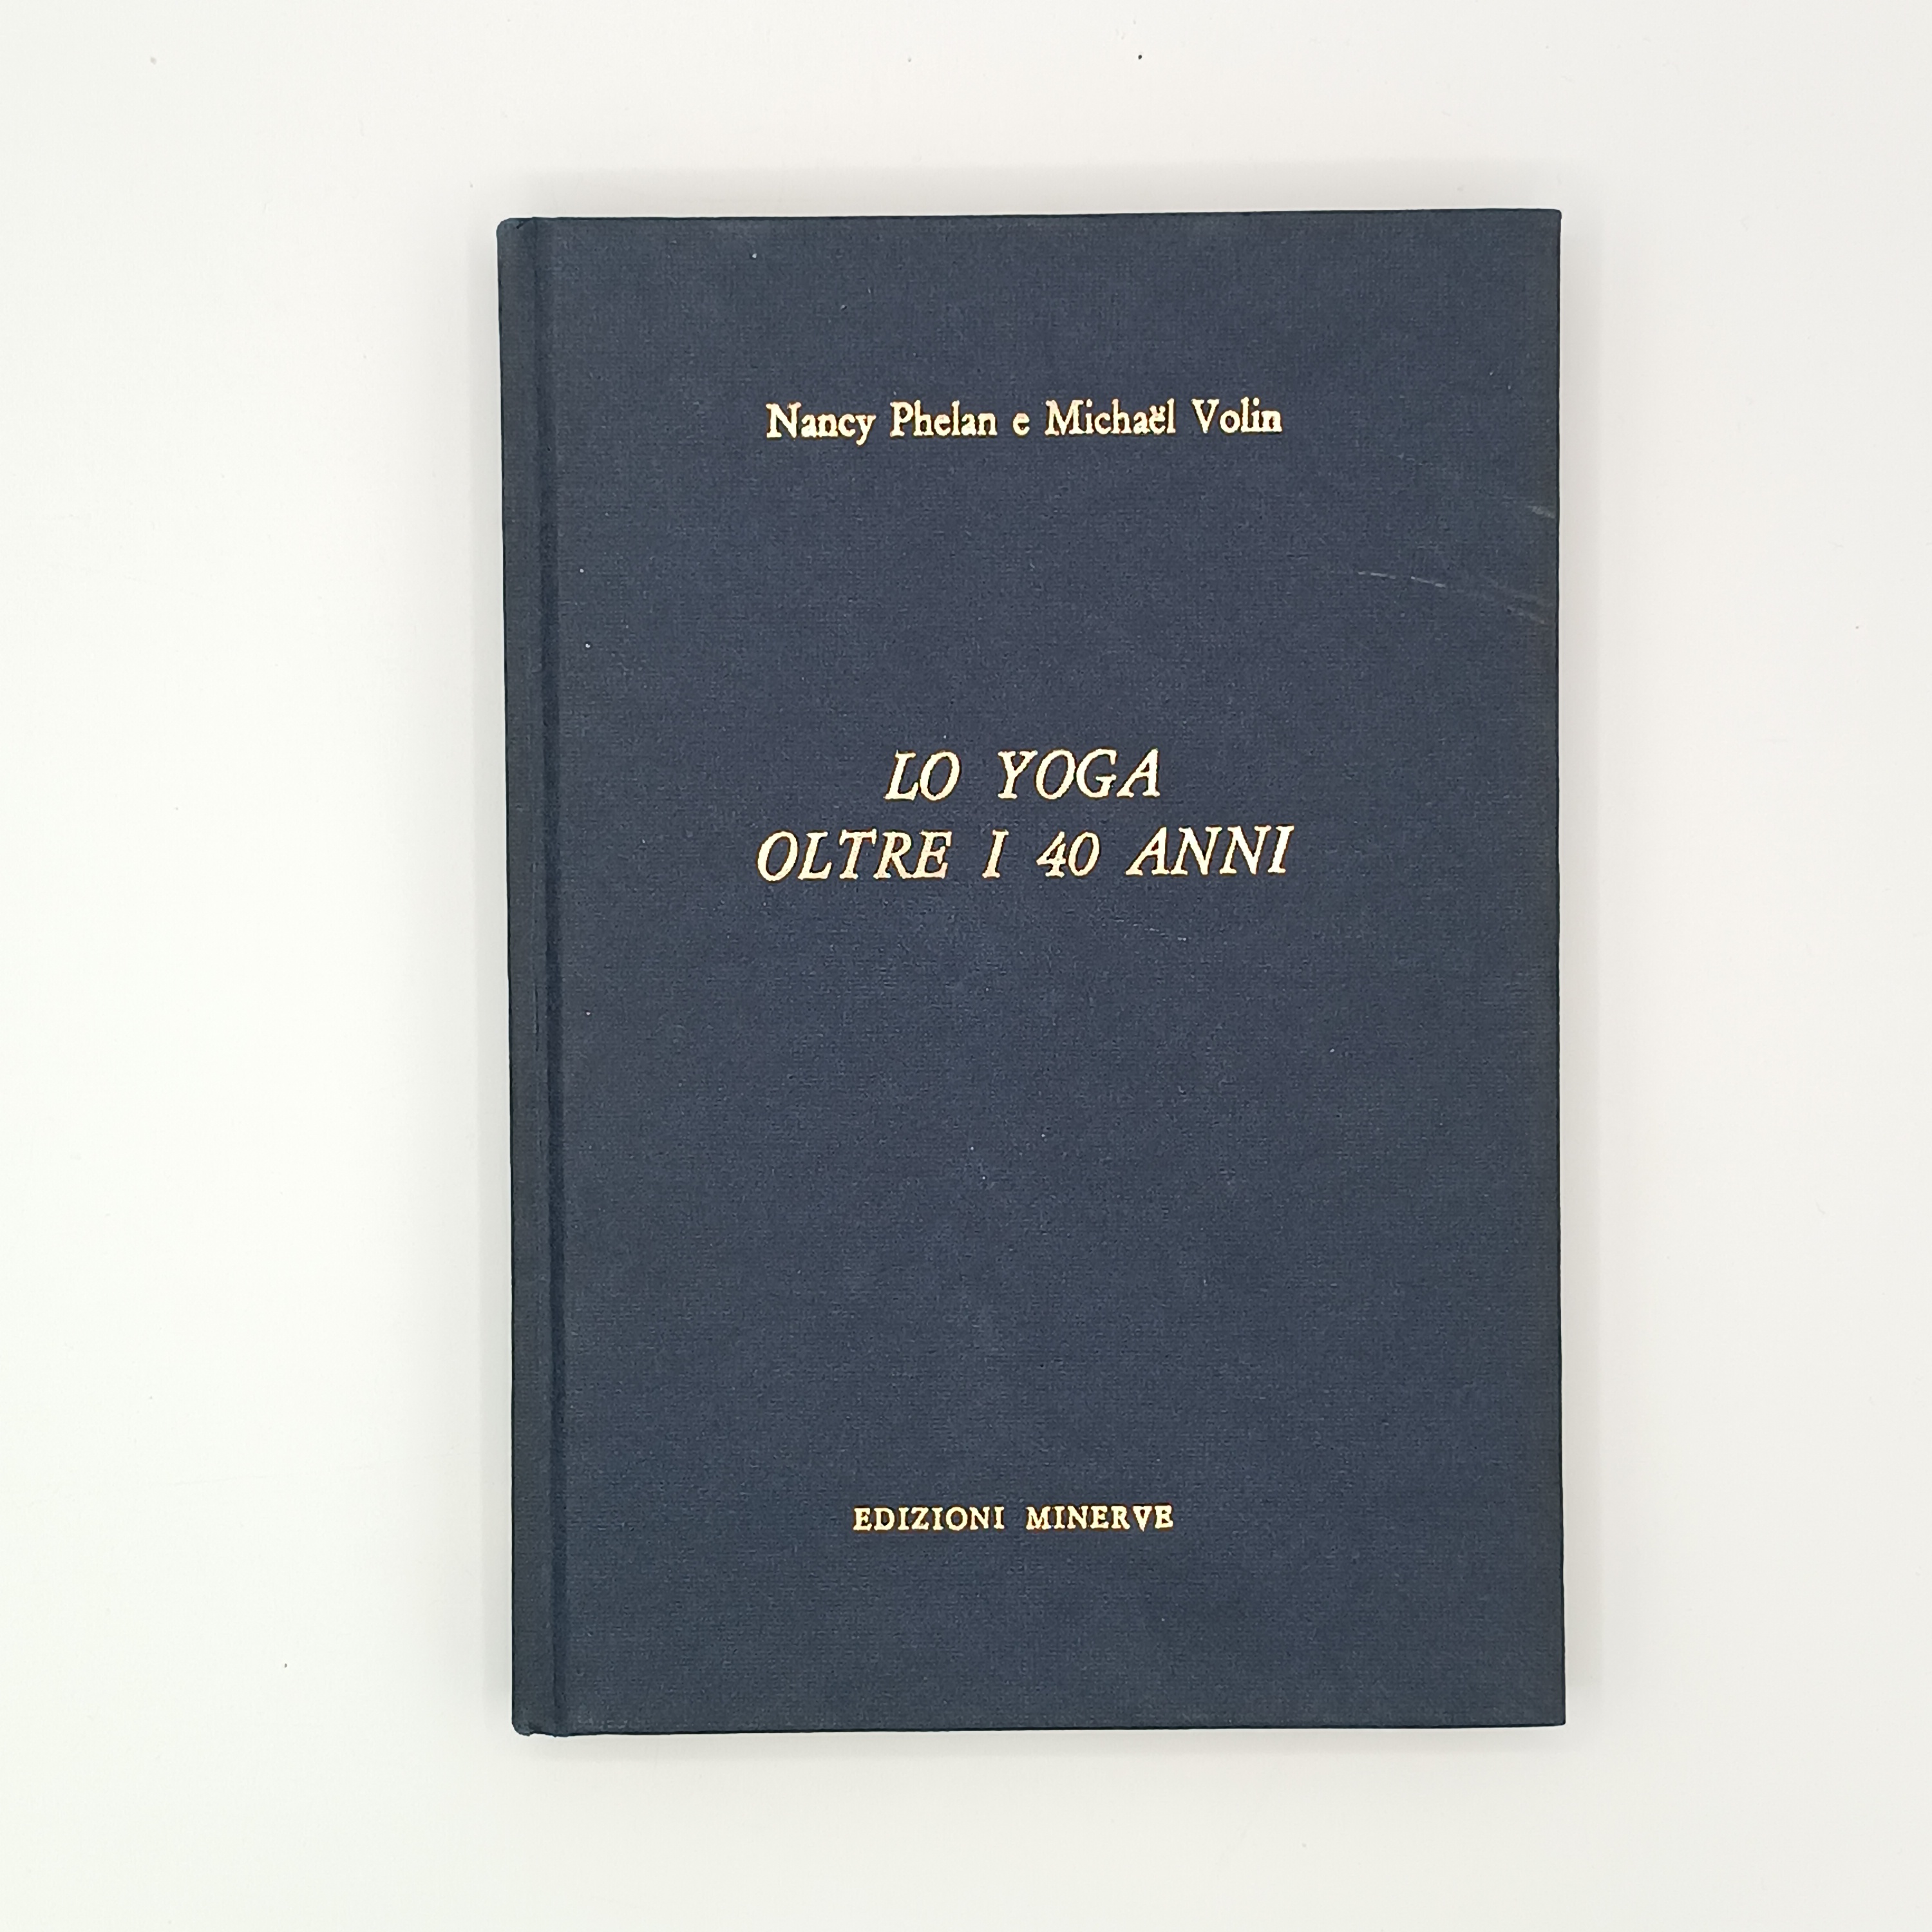 Nancy Phelan e Michaël Volin
LO YOGA
OLTRE I 40 ANNI
EDIZIONI MINERVE